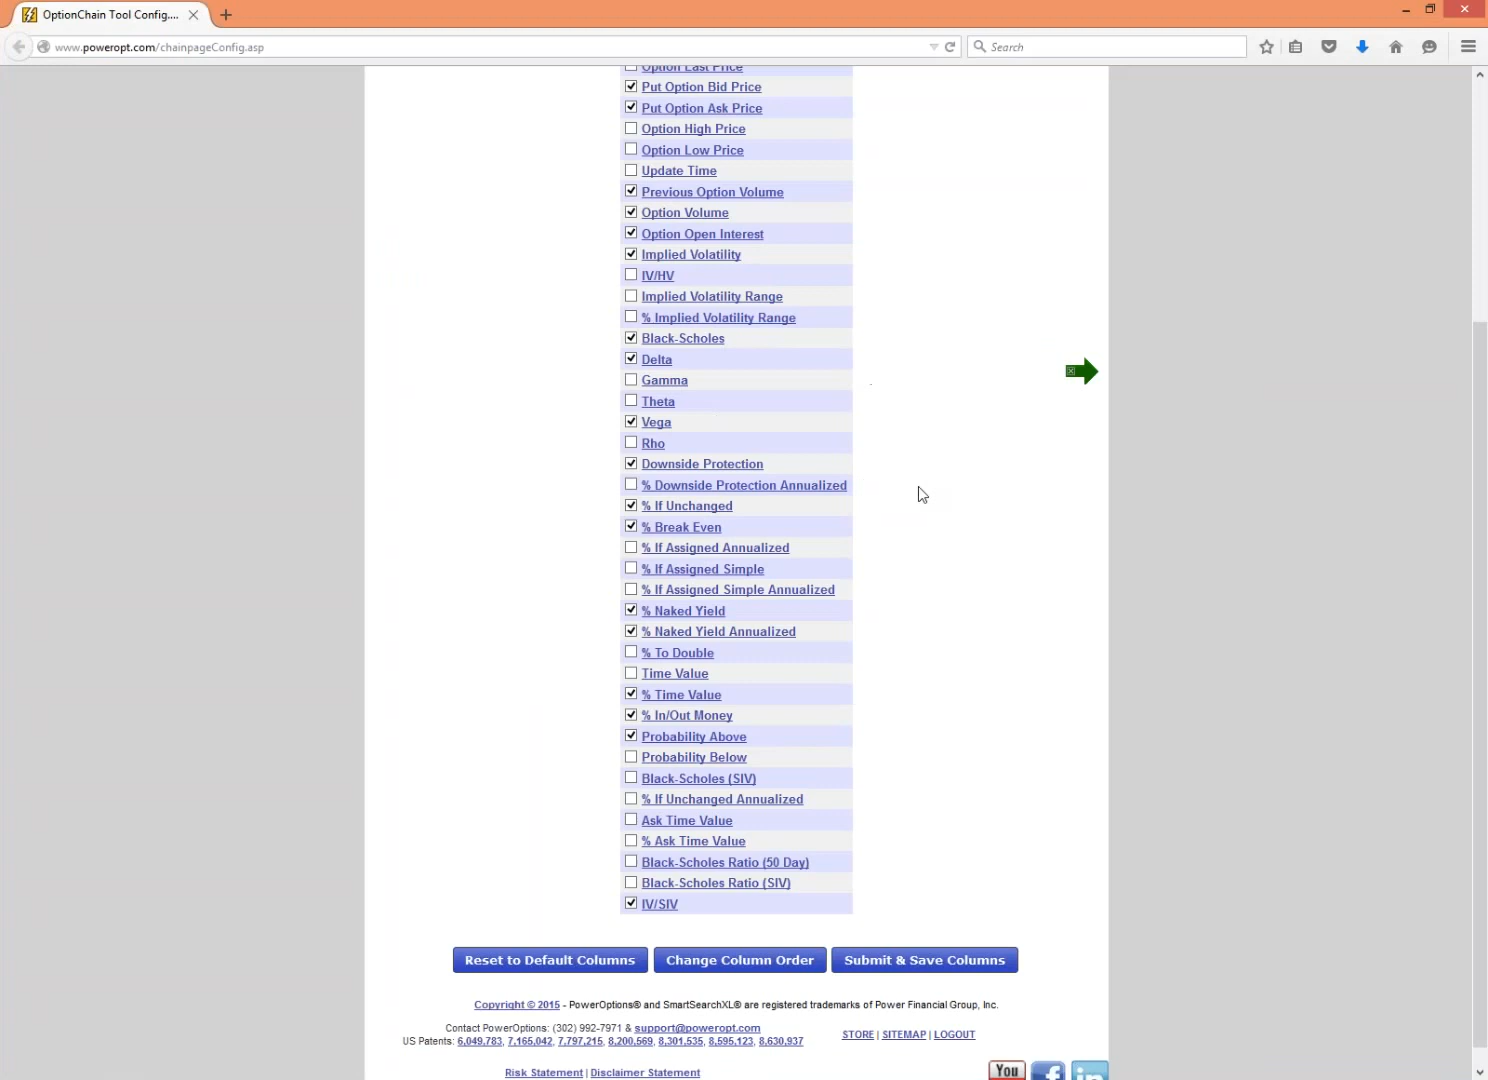 OptionChain Tool Config....
www.poweropt.com/chainpageConfig.asp
Search
Option Last Price
Put Option Bid Price
Put Option Ask Price
Option High Price
Option Low Price
Update Time
Previous Option Volume
Option Volume
Option Open Interest
Implied Volatility
IV/HV
Implied Volatility Range
% Implied Volatility Range
Black-Scholes
Delta
Gamma
Theta
Vega
Rho
Downside Protection
% Downside Protection Annualized
% If Unchanged
% Break Even
% If Assigned Annualized
% If Assigned Simple
% If Assigned Simple Annualized
% Naked Yield
% Naked Yield Annualized
% To Double
Time Value
% Time Value
% In/Out Money
Probability Above
Probability Below
Black-Scholes (SIV)
% If Unchanged Annualized
Ask Time Value
% Ask Time Value
Black-Scholes Ratio (50 Day)
Black-Scholes Ratio (SIV)
IV/SIV
Reset to Default Columns Change Column Order Submit & Save Columns
Copyright © 2015 - PowerOptions® and SmartSearchXL® are registered trademarks of Power Financial Group, Inc.
Contact PowerOptions: (302) 992-7971 & support@poweropt.com
STORE | SITEMAP | LOGOUT
US Patents: 6,049,783, 7,165,042, 7,797,215, 8,200,569, 8,301,535, 8,595,123, 8,630,937
Risk Statement | Disclaimer Statement
You f in